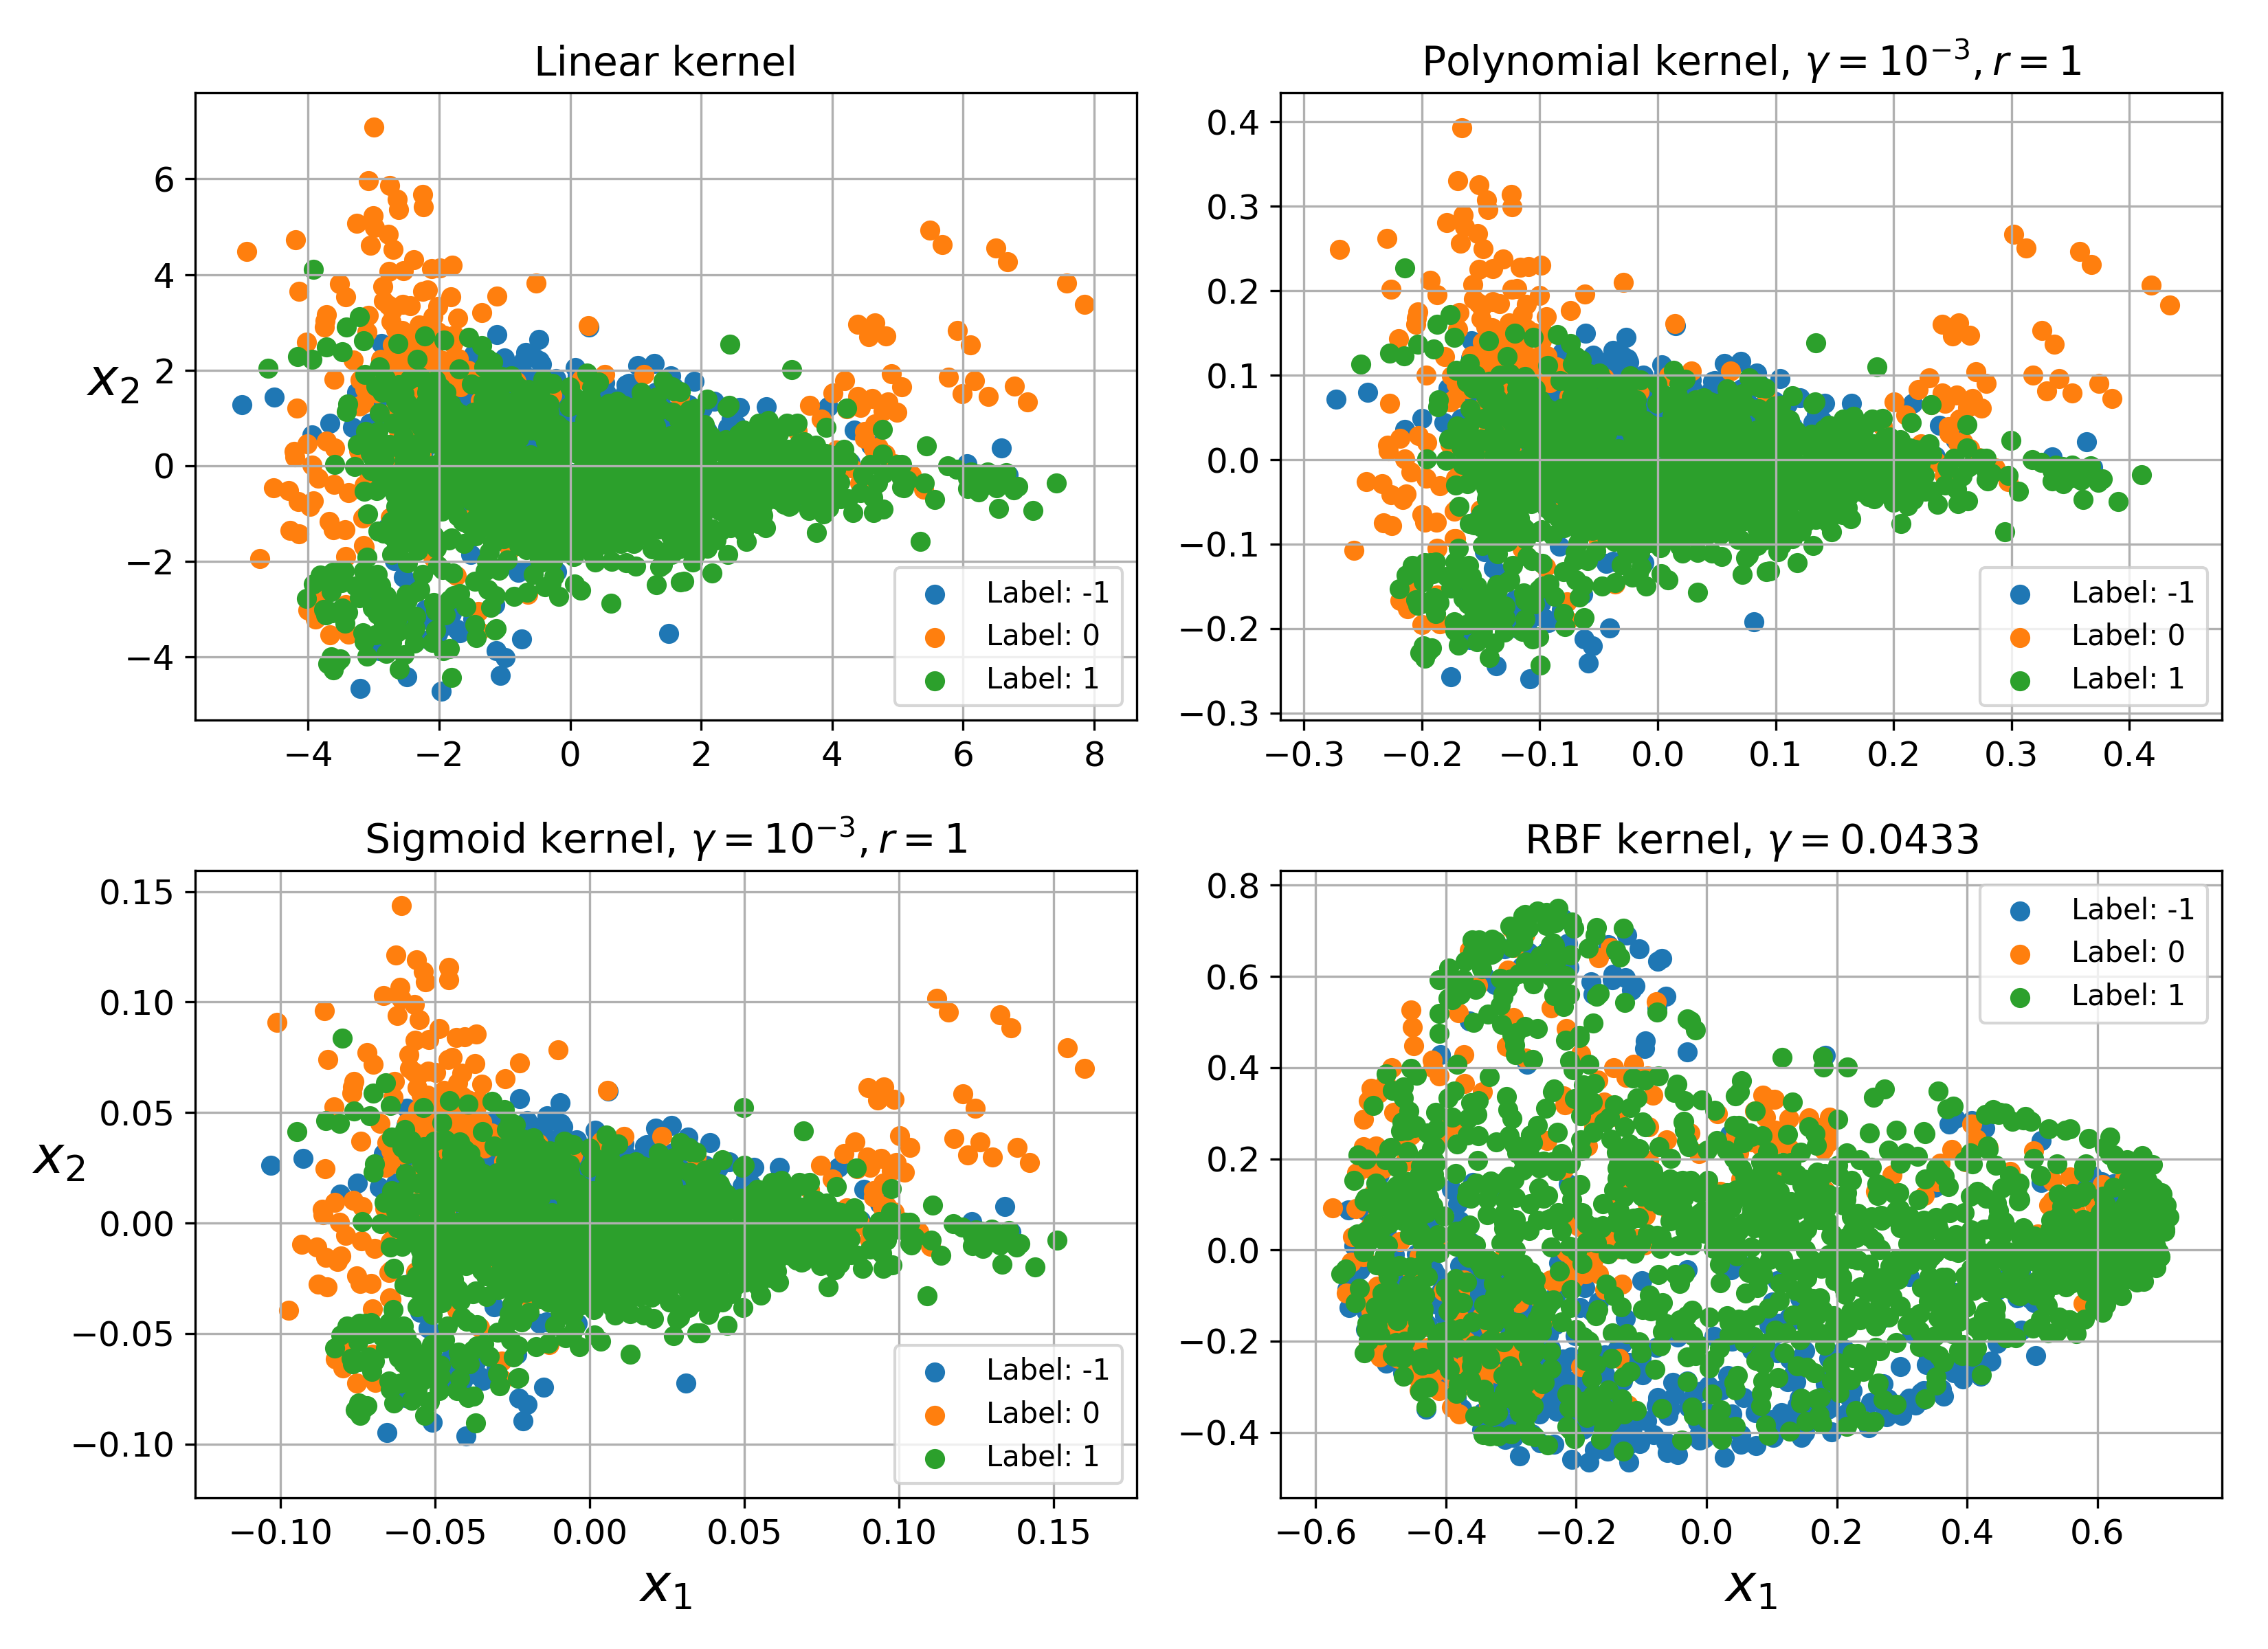 Linear kernel
x₂
6
4
2
0
−2
−4
−4 −2 0 2 4 6 8
Label: -1
Label: 0
Label: 1
Polynomial kernel, γ = 10⁻³, r = 1
0.4
0.3
0.2
0.1
0.0
−0.1
−0.2
−0.3
−0.3 −0.2 −0.1 0.0 0.1 0.2 0.3 0.4
Label: -1
Label: 0
Label: 1
Sigmoid kernel, γ = 10⁻³, r = 1
x₂
0.15
0.10
0.05
0.00
−0.05
−0.10
−0.10 −0.05 0.00 0.05 0.10 0.15
x₁
Label: -1
Label: 0
Label: 1
RBF kernel, γ = 0.0433
0.8
0.6
0.4
0.2
0.0
−0.2
−0.4
−0.6 −0.4 −0.2 0.0 0.2 0.4 0.6
x₁
Label: -1
Label: 0
Label: 1